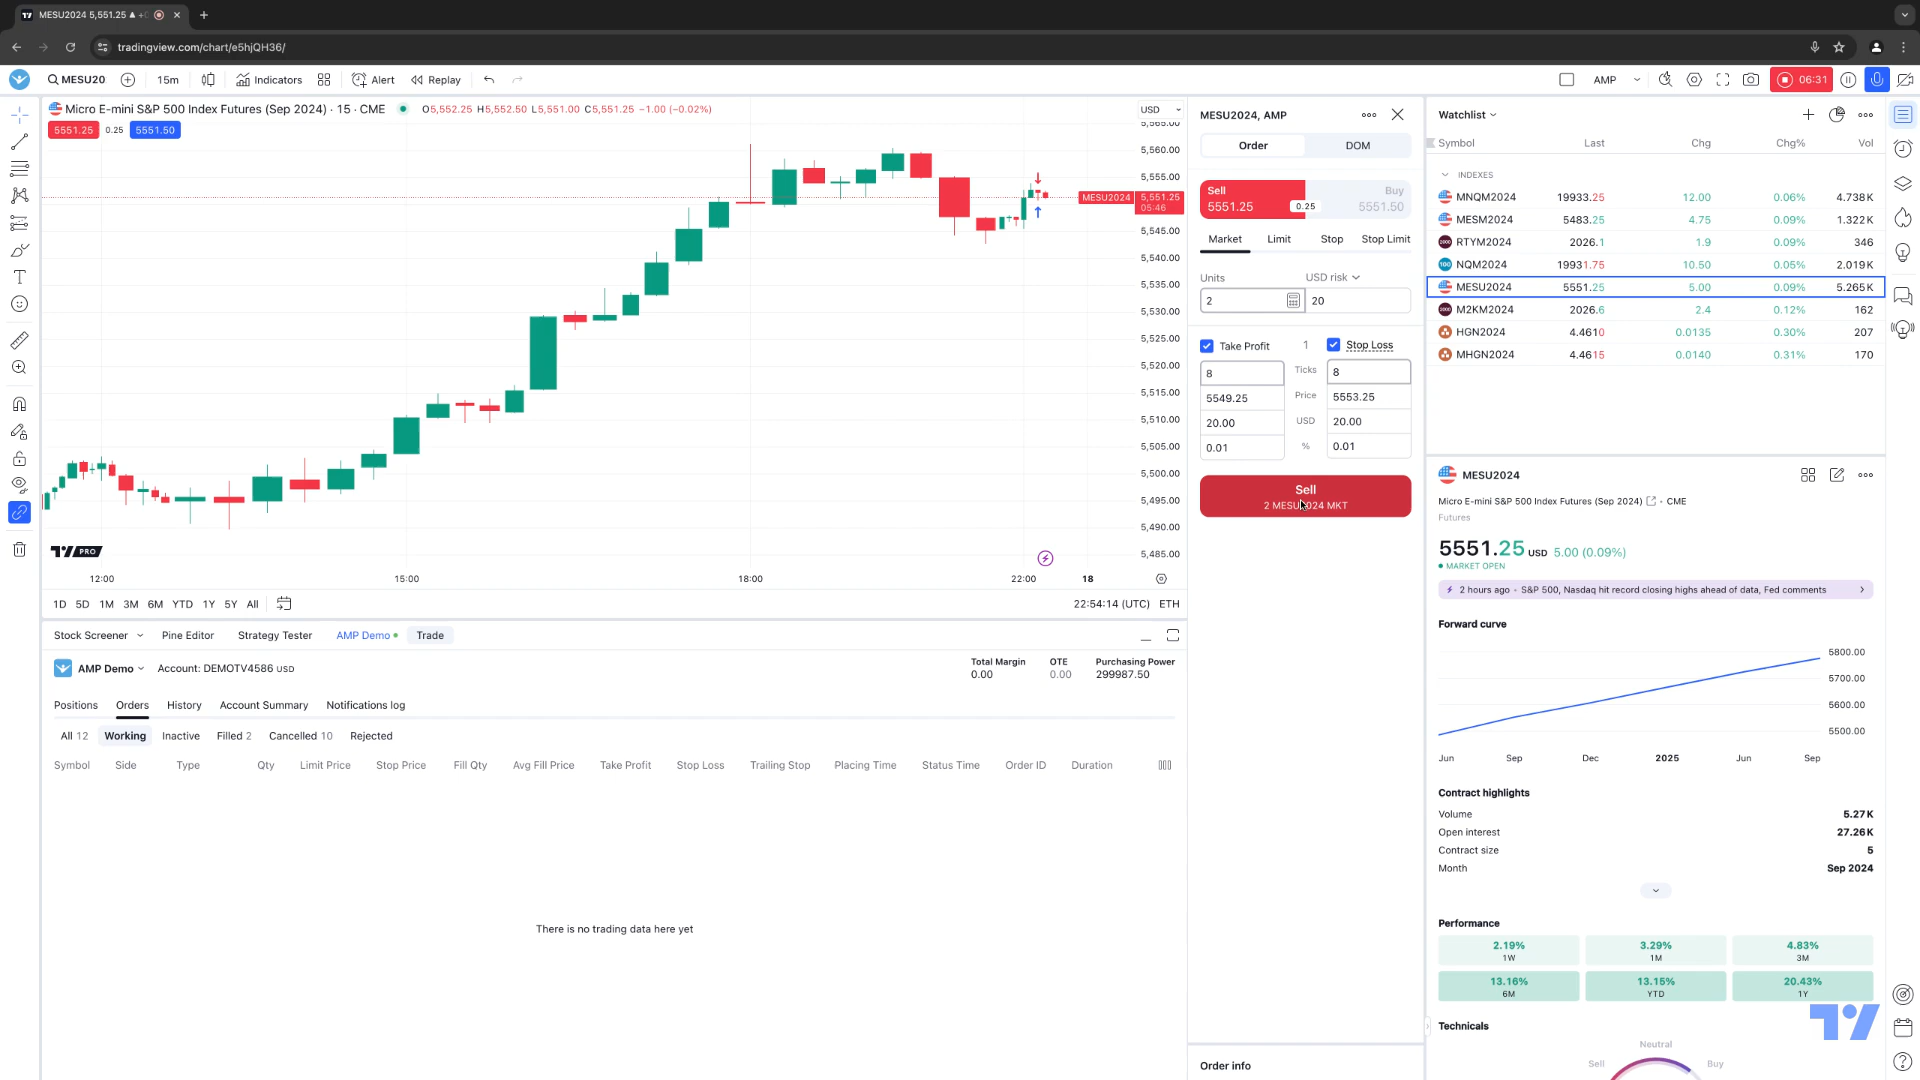 MESU2024 5,551.25 ▲ +
tradingview.com/chart/e5hjQH36/
MESU20
15m
Indicators
Alert
Replay
AMP
06:31
Micro E-mini S&P 500 Index Futures (Sep 2024) · 15 · CME
O5,552.25 H5,552.50 L5,551.00 C5,551.25 −1.00 (−0.02%)
5551.25
0.25
5551.50
USD
5,565.00
5,560.00
5,555.00
MESU2024
5,551.25
05:46
5,545.00
5,540.00
5,535.00
5,530.00
5,525.00
5,520.00
5,515.00
5,510.00
5,505.00
5,500.00
5,495.00
5,490.00
5,485.00
PRO
12:00 15:00 18:00 22:00 18
1D 5D 1M 3M 6M YTD 1Y 5Y All
22:54:14 (UTC) ETH
Stock Screener Pine Editor Strategy Tester AMP Demo Trade
AMP Demo
Account: DEMOTV4586 USD
Total Margin OTE Purchasing Power
0.00 0.00 299987.50
Positions Orders History Account Summary Notifications log
All 12 Working Inactive Filled 2 Cancelled 10 Rejected
Symbol Side Type Qty Limit Price Stop Price Fill Qty Avg Fill Price Take Profit Stop Loss Trailing Stop Placing Time Status Time Order ID Duration
There is no trading data here yet
MESU2024, AMP
Order DOM
Sell Buy
5551.25 0.25 5551.50
Market Limit Stop Stop Limit
Units USD risk
2 20
Take Profit 1 Stop Loss
8 Ticks 8
5549.25 Price 5553.25
20.00 USD 20.00
0.01 % 0.01
Sell
2 MESU2024 MKT
Order info
Watchlist
Symbol Last Chg Chg% Vol
INDEXES
MNQM2024 19933.25 12.00 0.06% 4.738K
MESM2024 5483.25 4.75 0.09% 1.322K
RTYM2024 2026.1 1.9 0.09% 346
NQM2024 19931.75 10.50 0.05% 2.019K
MESU2024 5551.25 5.00 0.09% 5.265K
M2KM2024 2026.6 2.4 0.12% 162
HGN2024 4.4610 0.0135 0.30% 207
MHGN2024 4.4615 0.0140 0.31% 170
MESU2024
Micro E-mini S&P 500 Index Futures (Sep 2024) • CME
Futures
5551.25 USD 5.00 (0.09%)
MARKET OPEN
2 hours ago • S&P 500, Nasdaq hit record closing highs ahead of data, Fed comments
Forward curve
5800.00
5700.00
5600.00
5500.00
Jun Sep Dec 2025 Jun Sep
Contract highlights
Volume 5.27K
Open interest 27.26K
Contract size 5
Month Sep 2024
Performance
2.19% 3.29% 4.83%
1W 1M 3M
13.16% 13.15% 20.43%
6M YTD 1Y
Technicals
Neutral
Sell Buy